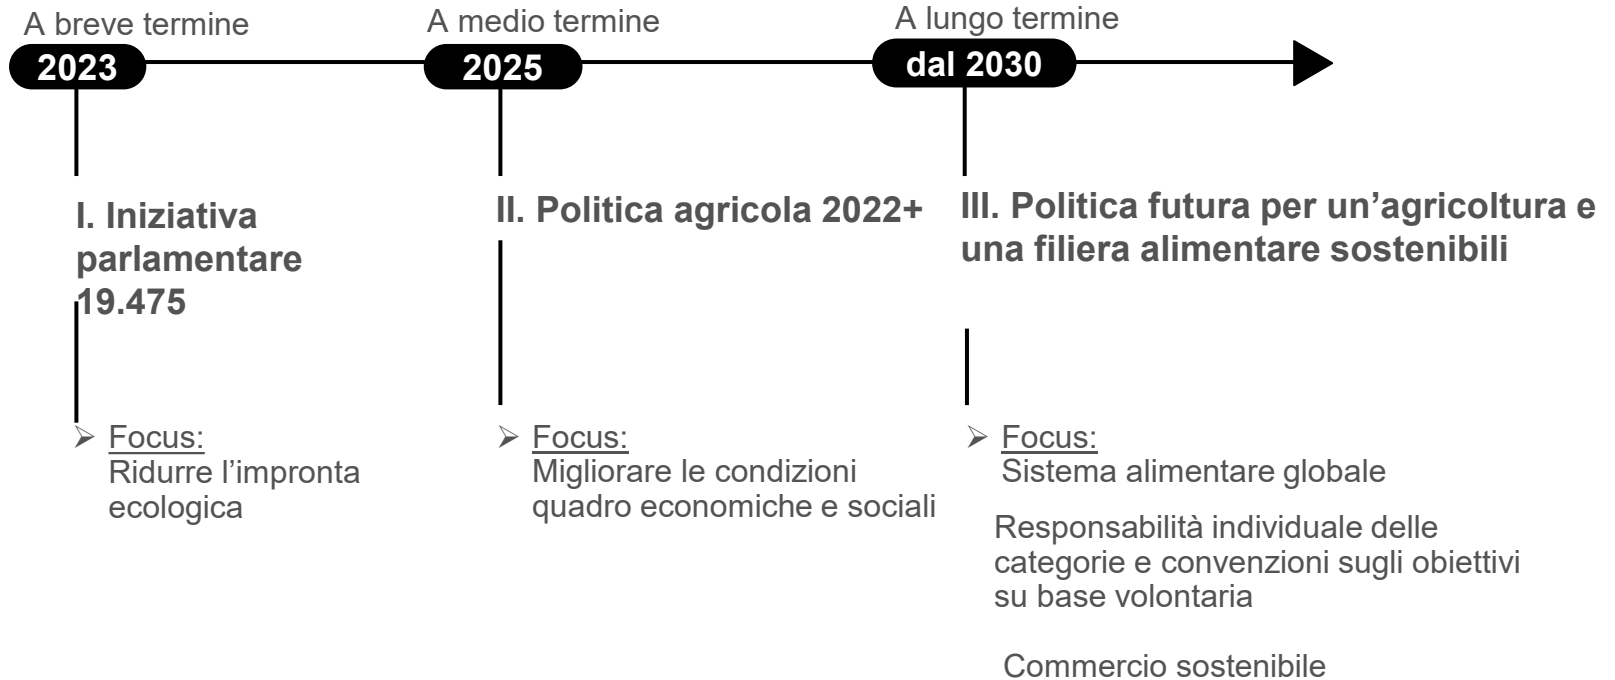 A breve termine
2023
I. Iniziativa
parlamentare
19.475
Focus:
Ridurre l’impronta
ecologica
A medio termine
2025
II. Politica agricola 2022+
Focus:
Migliorare le condizioni
quadro economiche e sociali
A lungo termine
dal 2030
III. Politica futura per un’agricoltura e
una filiera alimentare sostenibili
Focus:
Sistema alimentare globale
Responsabilità individuale delle
categorie e convenzioni sugli obiettivi
su base volontaria
Commercio sostenibile